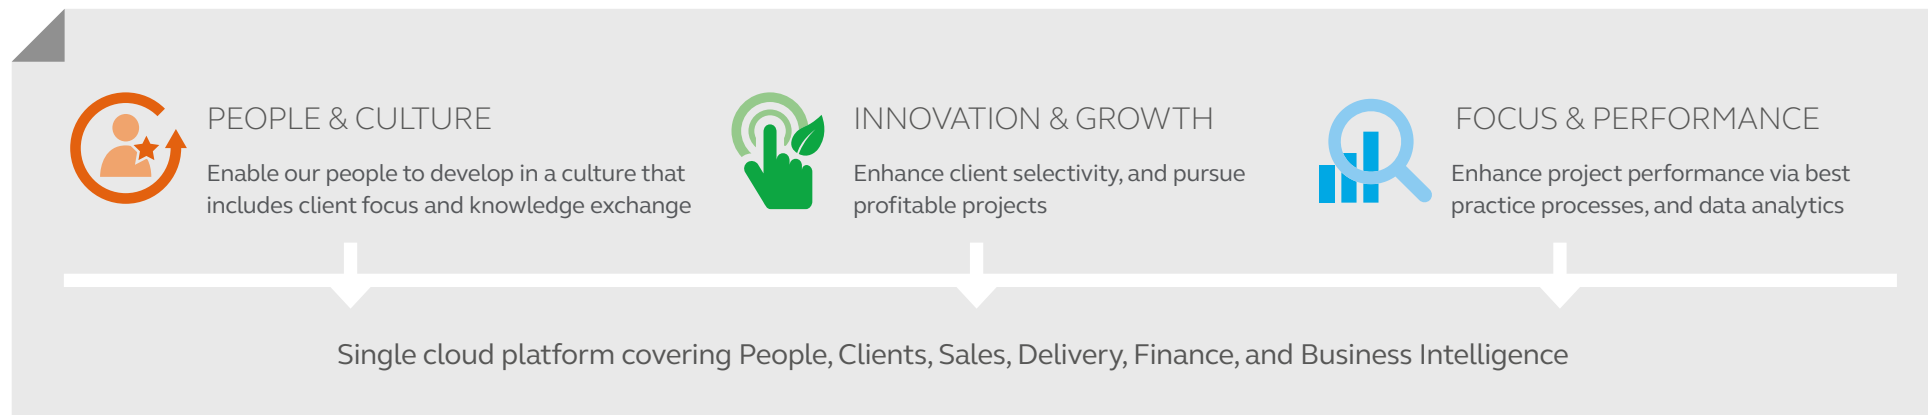 PEOPLE & CULTURE
Enable our people to develop in a culture that
includes client focus and knowledge exchange
INNOVATION & GROWTH
Enhance client selectivity, and pursue
profitable projects
FOCUS & PERFORMANCE
Enhance project performance via best
practice processes, and data analytics
Single cloud platform covering People, Clients, Sales, Delivery, Finance, and Business Intelligence